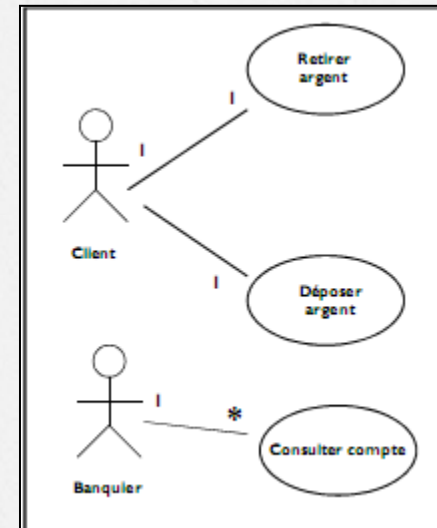 Retirer
argent
1
1
Client
1
Déposer
argent
1
*
Consulter compte
Banquier